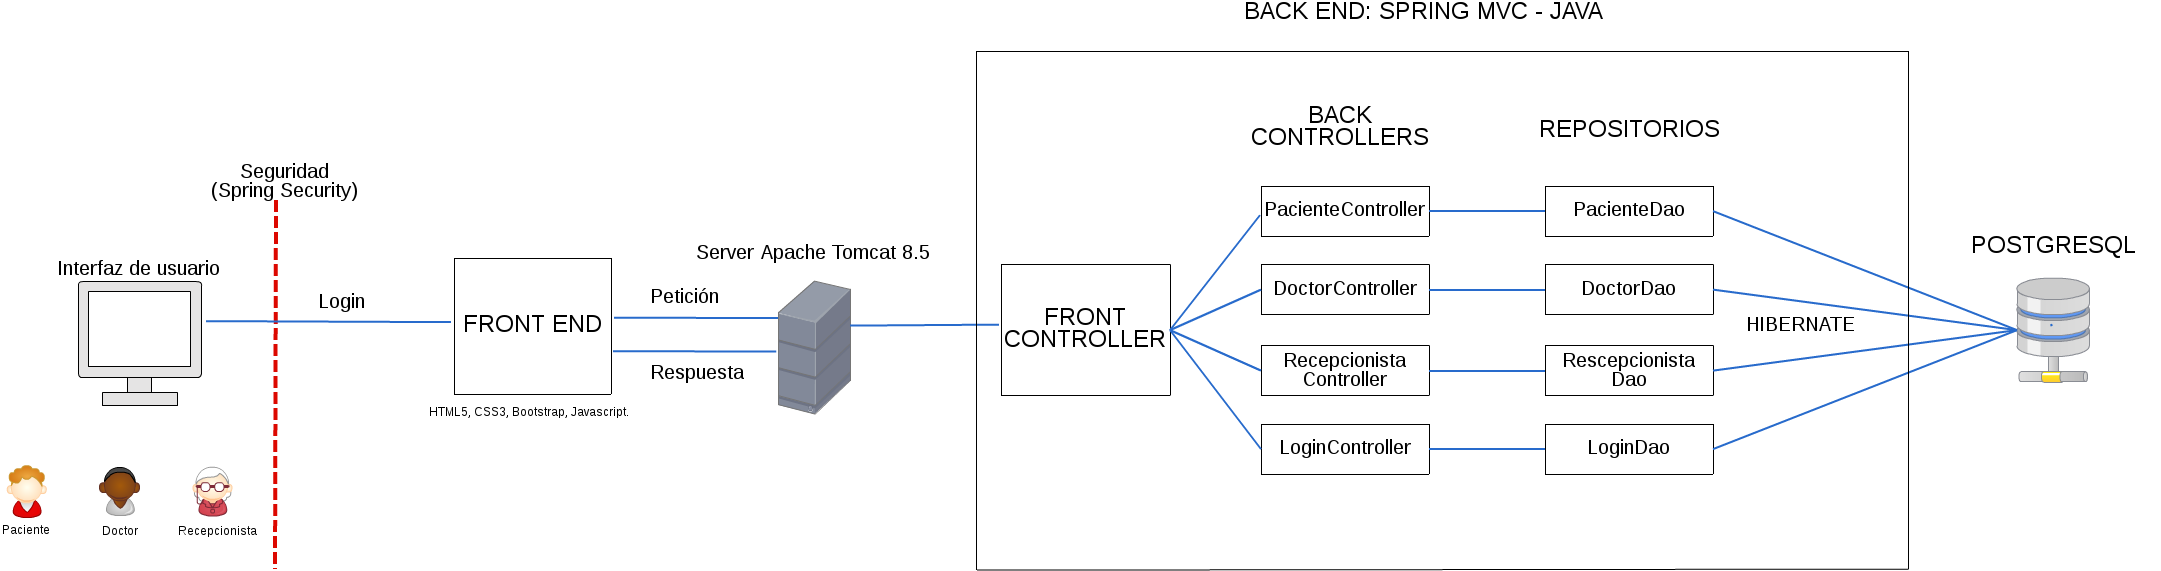 BACK END: SPRING MVC - JAVA
Seguridad
(Spring Security)
Interfaz de usuario
Login
Paciente
Doctor
Recepcionista
FRONT END
HTML5, CSS3, Bootstrap, Javascript.
Petición
Respuesta
Server Apache Tomcat 8.5
FRONT
CONTROLLER
BACK
CONTROLLERS
PacienteController
DoctorController
Recepcionista
Controller
LoginController
REPOSITORIOS
PacienteDao
DoctorDao
Rescepcionista
Dao
LoginDao
HIBERNATE
POSTGRESQL